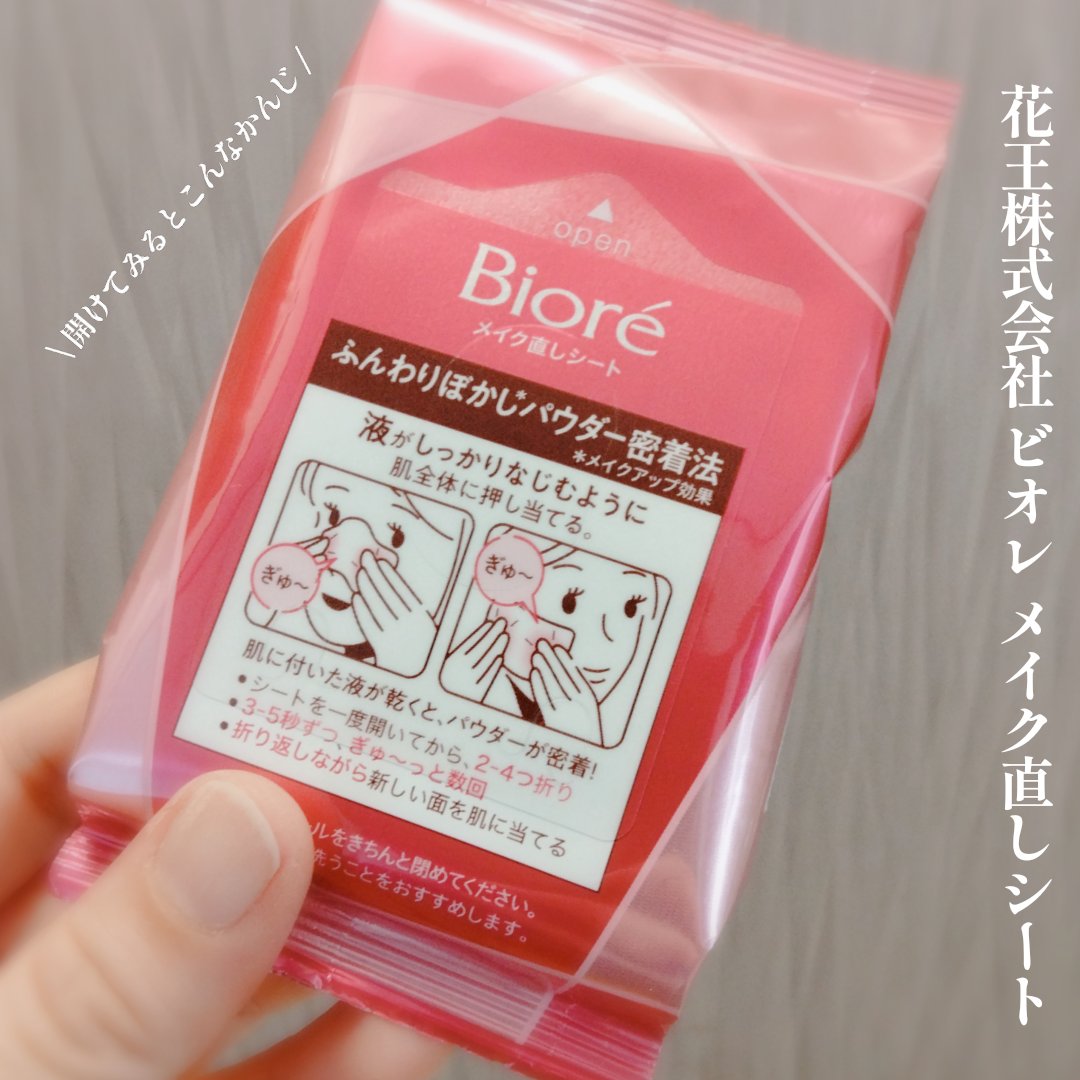 花王株式会社 ビオレ メイク直しシート
\ 開けてみるとこんなかんじ /
open
Bioré
メイク直しシート
ふんわりぼかし*パウダー密着法
*メイクアップ効果
液がしっかりなじむように
肌全体に押し当てる。
ぎゅ～
ぎゅ～
肌に付いた液が乾くと、パウダーが密着!
•シートを一度開いてから、2-4つ折り
•3-5秒ずつ、ぎゅ～っと数回
•折り返しながら新しい面を肌に当てる
ルをきちんと閉めてください。
洗うことをおすすめします。